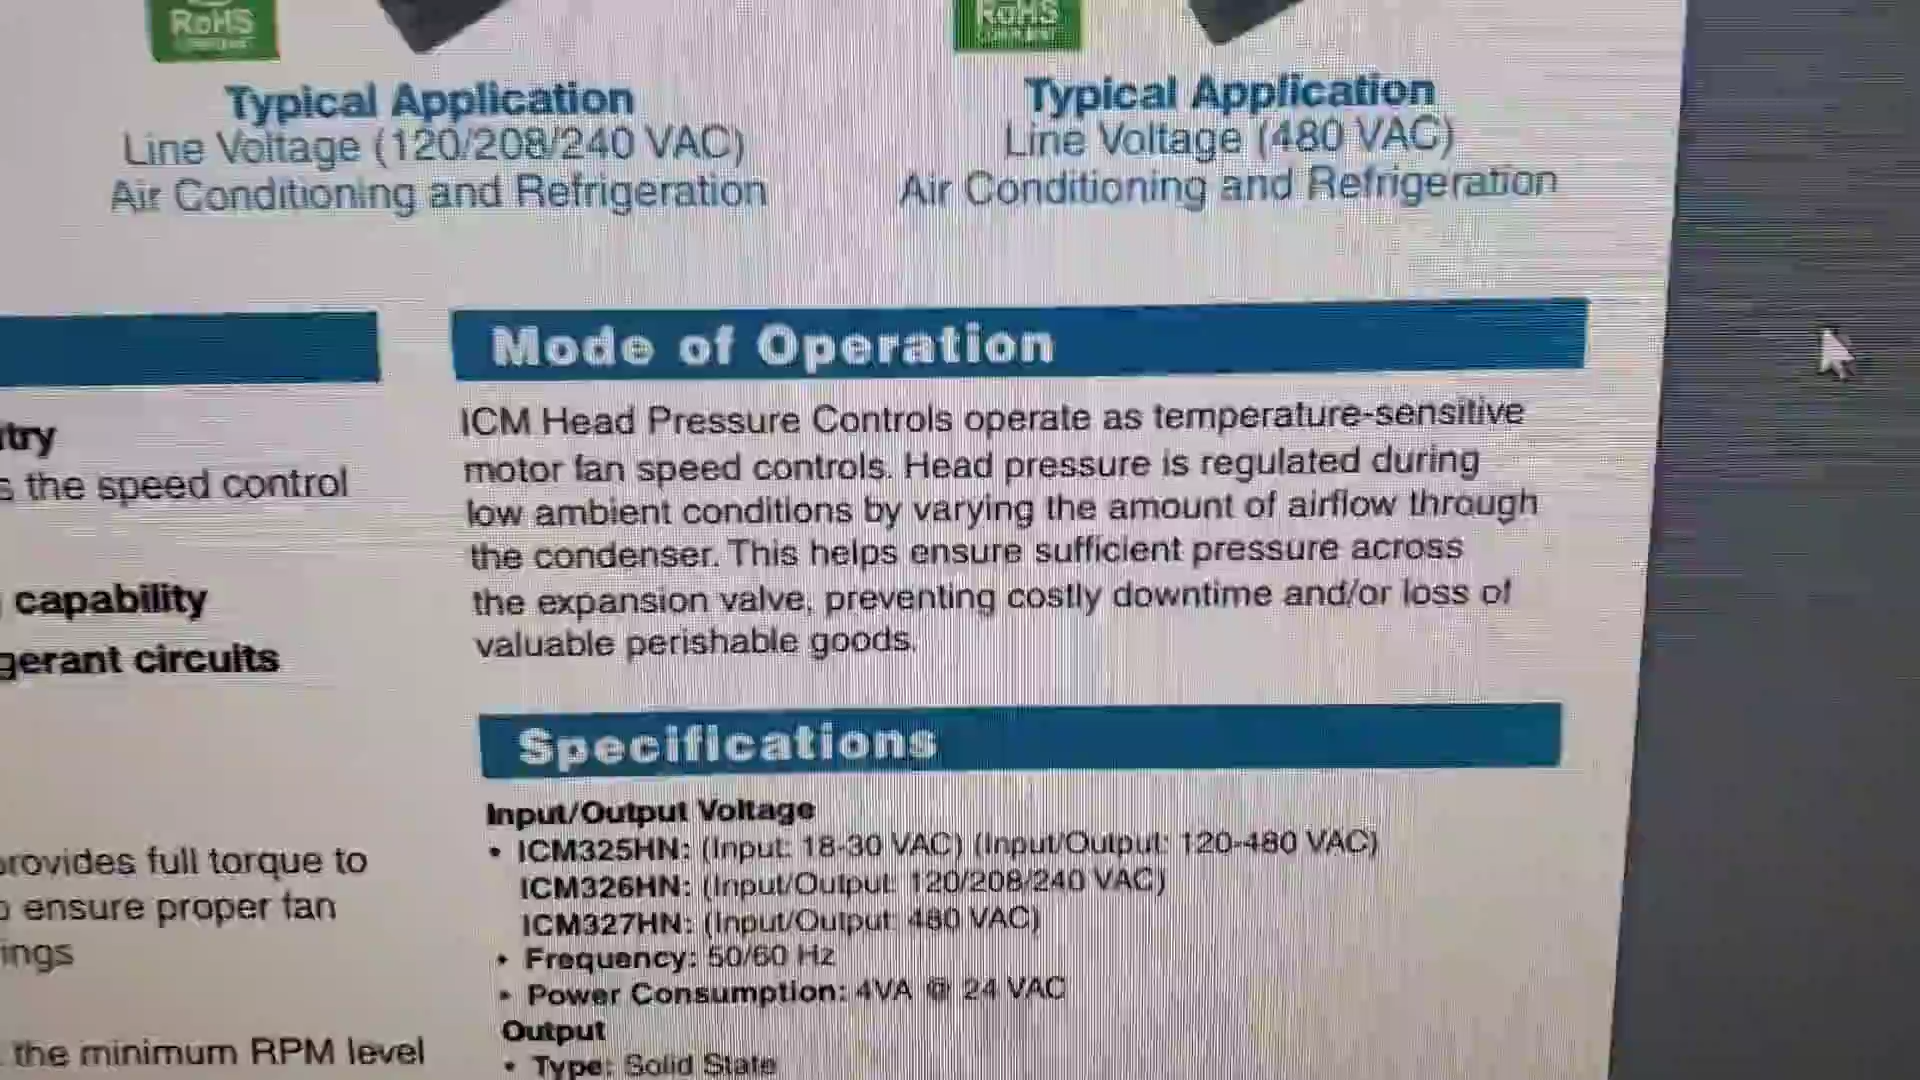 RoHS
COMPLIANT
Typical Application
Line Voltage (120/208/240 VAC)
Air Conditioning and Refrigeration
RoHS
COMPLIANT
Typical Application
Line Voltage (480 VAC)
Air Conditioning and Refrigeration
the speed control
capability
circuits
full torque to
ensure proper fan
the minimum RPM level
Mode of Operation
ICM Head Pressure Controls operate as temperature-sensitive
motor fan speed controls. Head pressure is regulated during
low ambient conditions by varying the amount of airflow through
the condenser. This helps ensure sufficient pressure across
the expansion valve, preventing costly downtime and/or loss of
valuable perishable goods.
Specifications
Input/Output Voltage
• ICM325HN: (Input: 18-30 VAC) (Input/Output: 120-480 VAC)
ICM326HN: (Input/Output: 120/208/240 VAC)
ICM327HN: (Input/Output: 480 VAC)
• Frequency: 50/60 Hz
• Power Consumption: 4VA @ 24 VAC
Output
• Type: Solid State